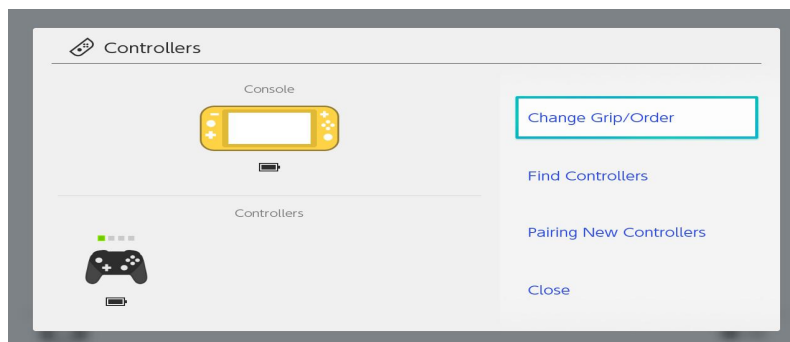 Controllers
Console
Change Grip/Order
Find Controllers
Controllers
Pairing New Controllers
Close